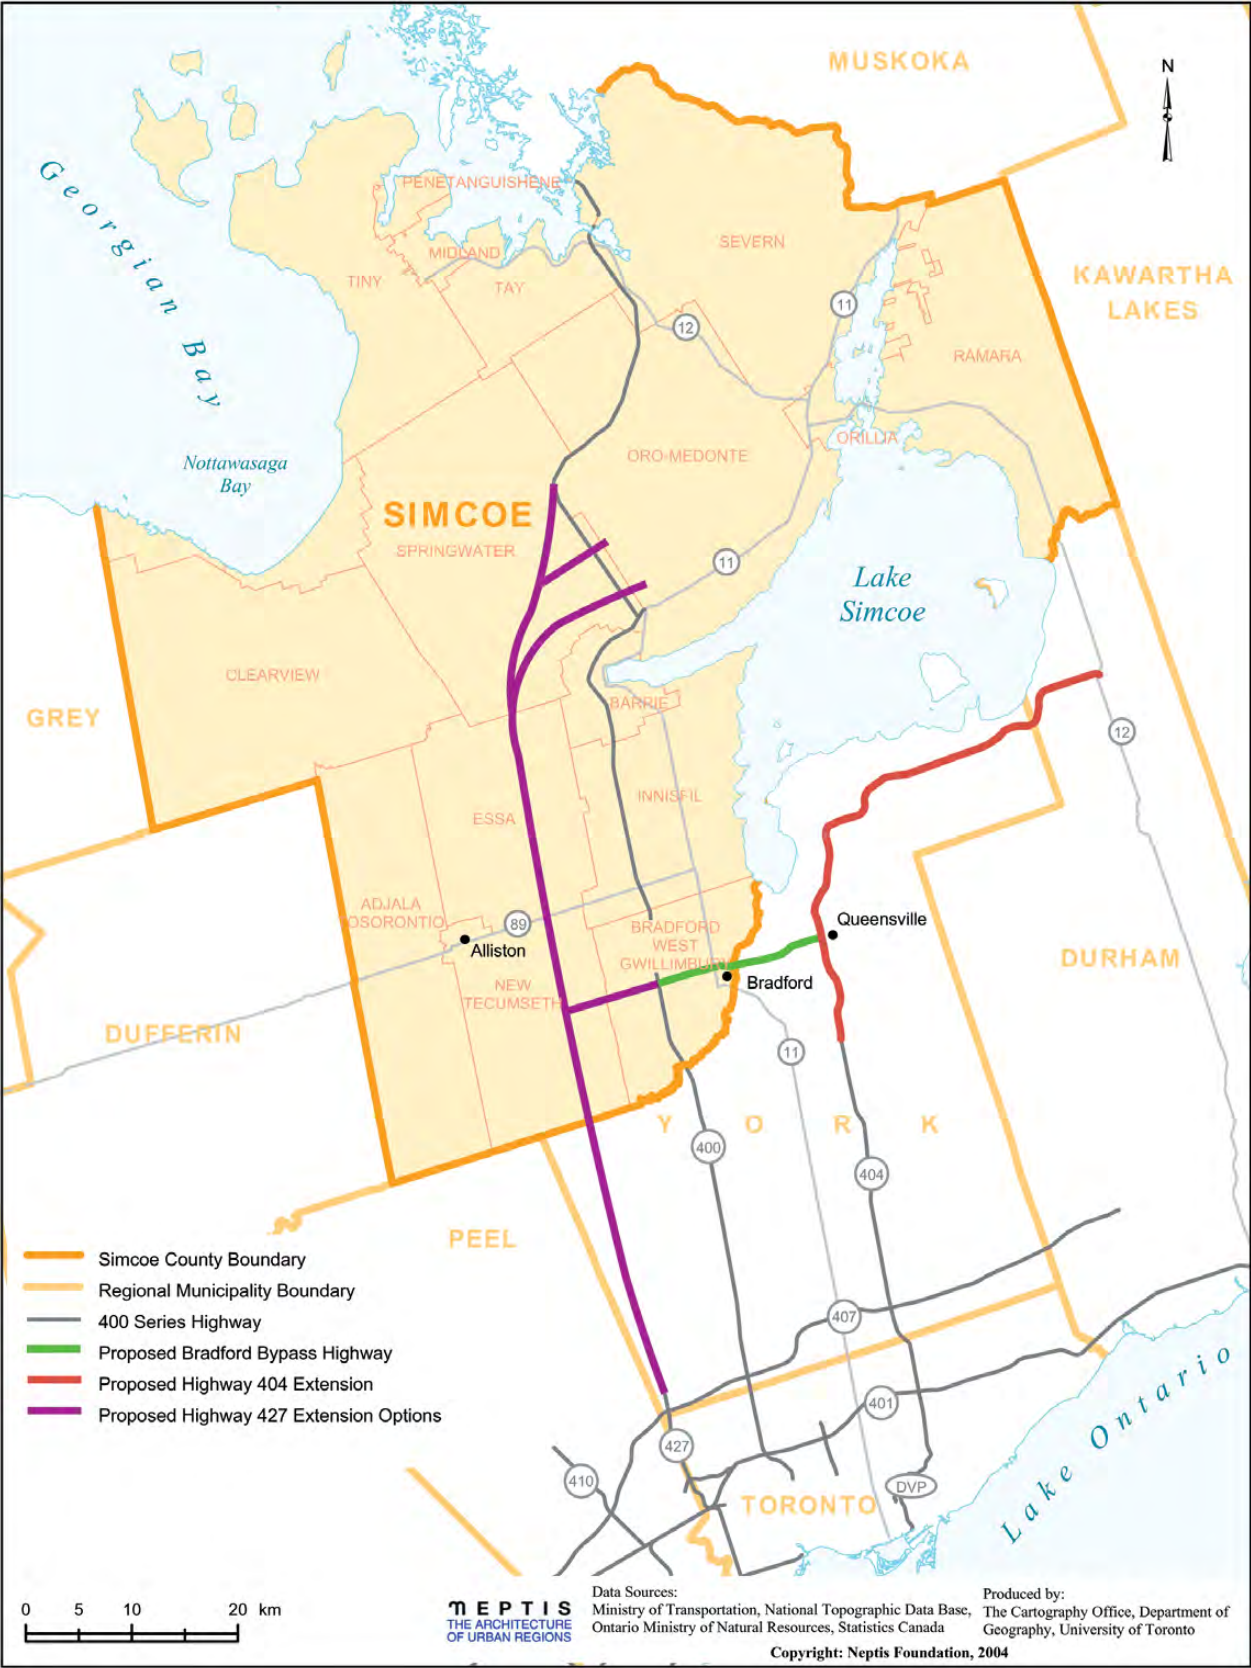 MUSKOKA
N
Georgian Bay
PENETANGUISHENE
SEVERN
MIDLAND
TINY
TAY
KAWARTHA
LAKES
11
12
RAMARA
ORILLIA
ORO-MEDONTE
Nottawasaga
Bay
SIMCOE
SPRINGWATER
11
Lake
Simcoe
CLEARVIEW
GREY
BARRIE
12
INNISFIL
ESSA
ADJALA
OSORONTIO
89
Alliston
BRADFORD
WEST
GWILLIMBURY
Queensville
Bradford
DURHAM
NEW
TECUMSETH
DUFFERIN
11
YORK
400
404
PEEL
Simcoe County Boundary
Regional Municipality Boundary
400 Series Highway
Proposed Bradford Bypass Highway
Proposed Highway 404 Extension
Proposed Highway 427 Extension Options
407
401
427
410
DVP
TORONTO
Lake Ontario
0 5 10 20 km
NEPTIS
THE ARCHITECTURE
OF URBAN REGIONS
Data Sources:
Ministry of Transportation, National Topographic Data Base,
Ontario Ministry of Natural Resources, Statistics Canada
Produced by:
The Cartography Office, Department of
Geography, University of Toronto
Copyright: Neptis Foundation, 2004